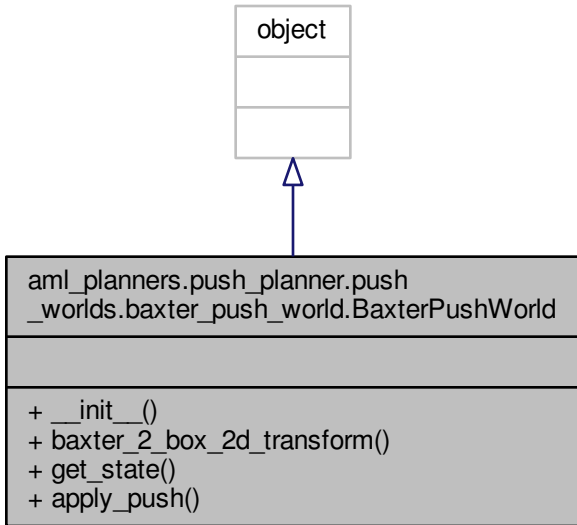 object
aml_planners.push_planner.push
_worlds.baxter_push_world.BaxterPushWorld
+ __init__()
+ baxter_2_box_2d_transform()
+ get_state()
+ apply_push()